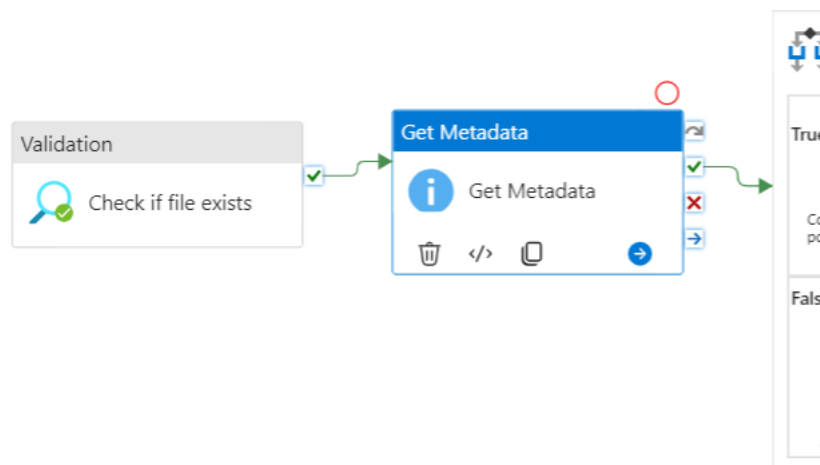 Validation
Check if file exists
Get Metadata
Get Metadata